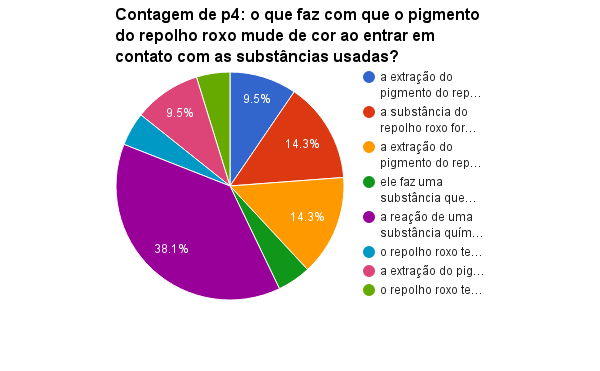 Contagem de p4: o que faz com que o pigmento
do repolho roxo mude de cor ao entrar em
contato com as substâncias usadas?
9.5%
14.3%
14.3%
38.1%
9.5%
a extração do
pigmento do rep…
a substância do
repolho roxo for…
a extração do
pigmento do rep…
ele faz uma
substância que…
a reação de uma
substância quím…
o repolho roxo te…
a extração do pig…
o repolho roxo te…